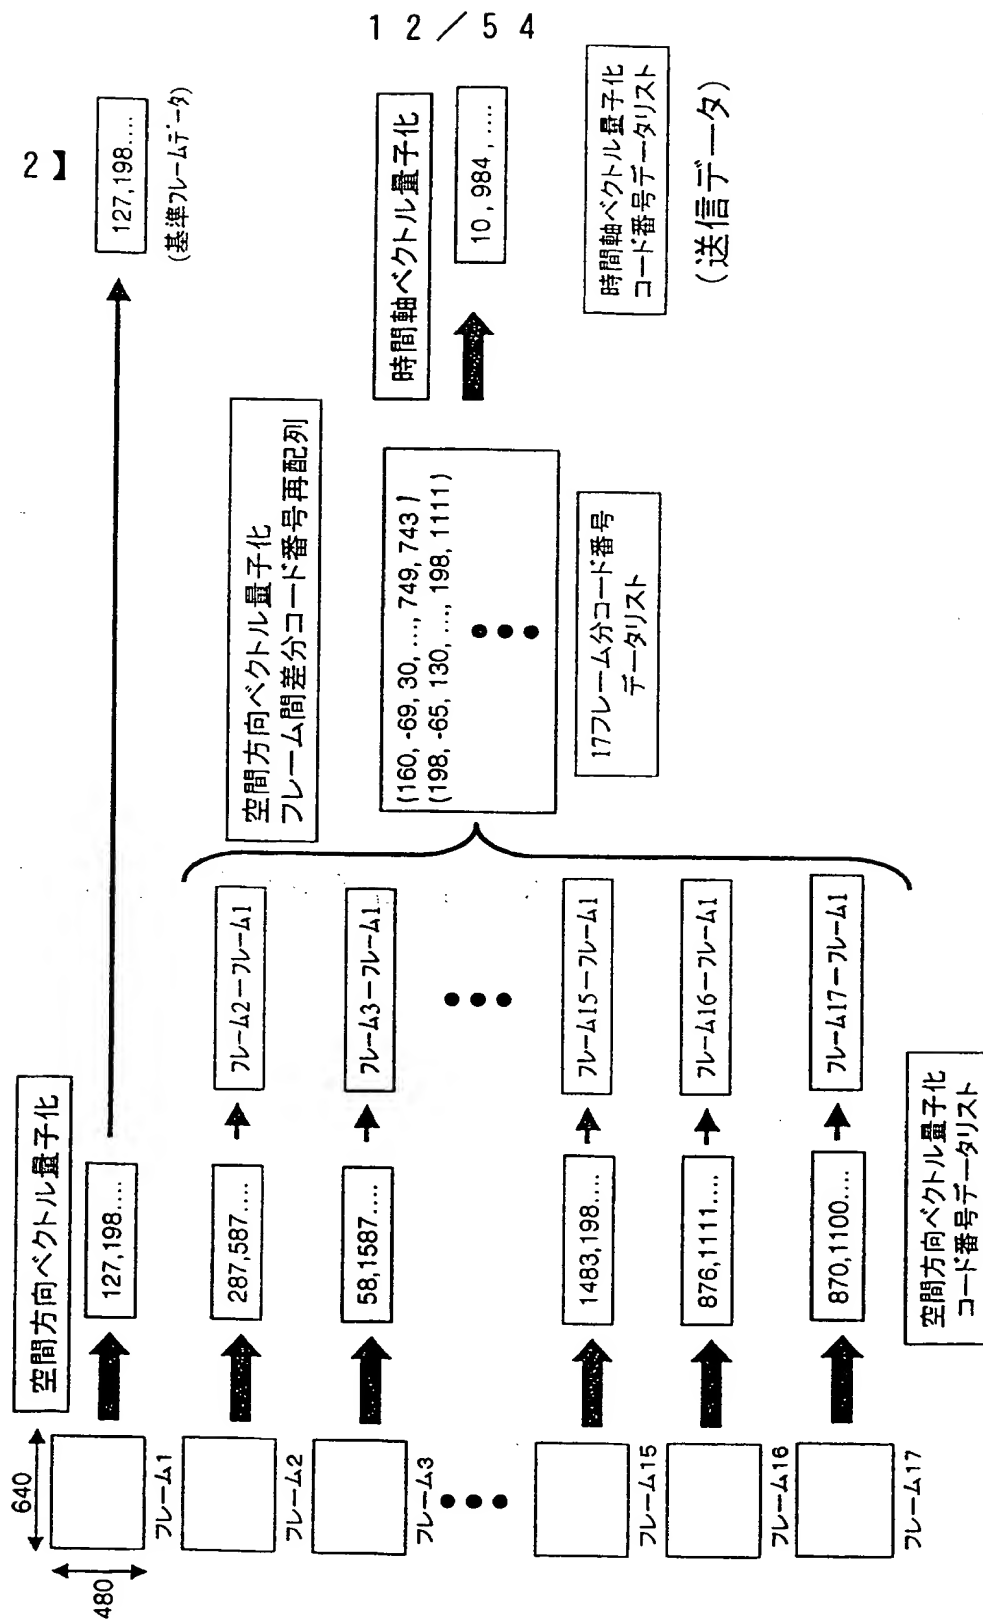 12/54
2】
640
480
フレーム1
フレーム2
フレーム3
フレーム15
フレーム16
フレーム17
空間方向ベクトル量子化
127,198....
287,587....
58,1587....
1483,198....
876,1111....
870,1100....
空間方向ベクトル量子化
コード番号データリスト
フレーム2ーフレーム1
フレーム3ーフレーム1
フレーム15ーフレーム1
フレーム16ーフレーム1
フレーム17ーフレーム1
空間方向ベクトル量子化
フレーム間差分コード番号再配列
(160, -69, 30, ...., 749, 743 )
(198, -65, 130, ...., 198, 1111)
17フレーム分コード番号
データリスト
127,198....
(基準フレームデータ)
時間軸ベクトル量子化
10 , 984 , ....
時間軸ベクトル量子化
コード番号データリスト
(送信データ)